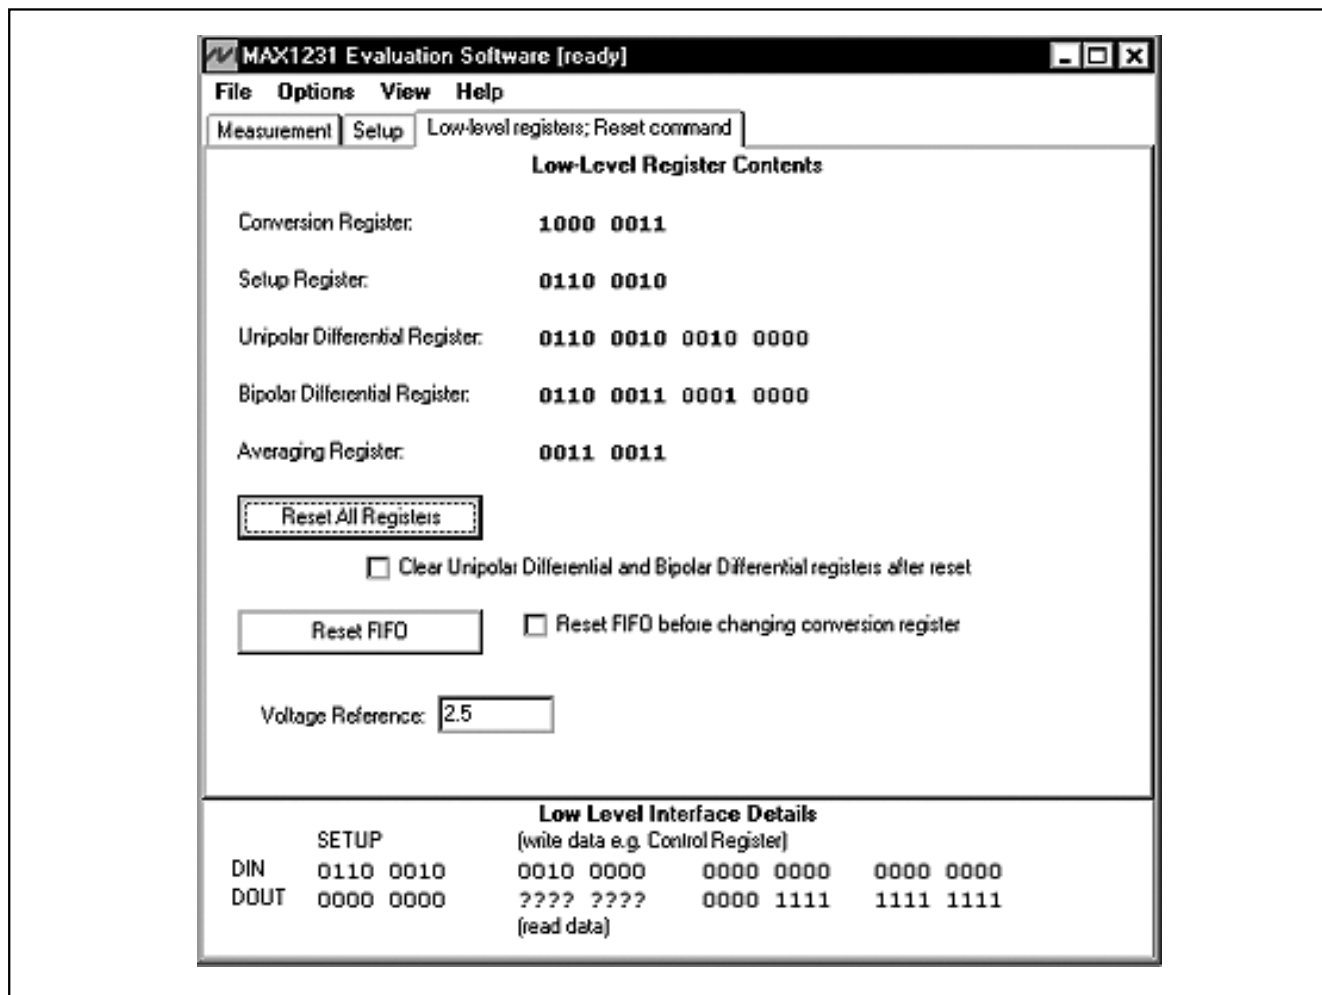 MAX1231 Evaluation Software [ready]
File Options View Help
Measurement Setup Low-level registers; Reset command
Low-Level Register Contents
Conversion Register: 1000 0011
Setup Register: 0110 0010
Unipolar Differential Register: 0110 0010 0010 0000
Bipolar Differential Register: 0110 0011 0001 0000
Averaging Register: 0011 0011
Reset All Registers
Clear Unipolar Differential and Bipolar Differential registers after reset
Reset FIFO Reset FIFO before changing conversion register
Voltage Reference: 2.5
Low Level Interface Details
SETUP (write data e.g. Control Register)
DIN 0110 0010 0010 0000 0000 0000 0000 0000
DOUT 0000 0000 ???? ???? 0000 1111 1111 1111
(read data)